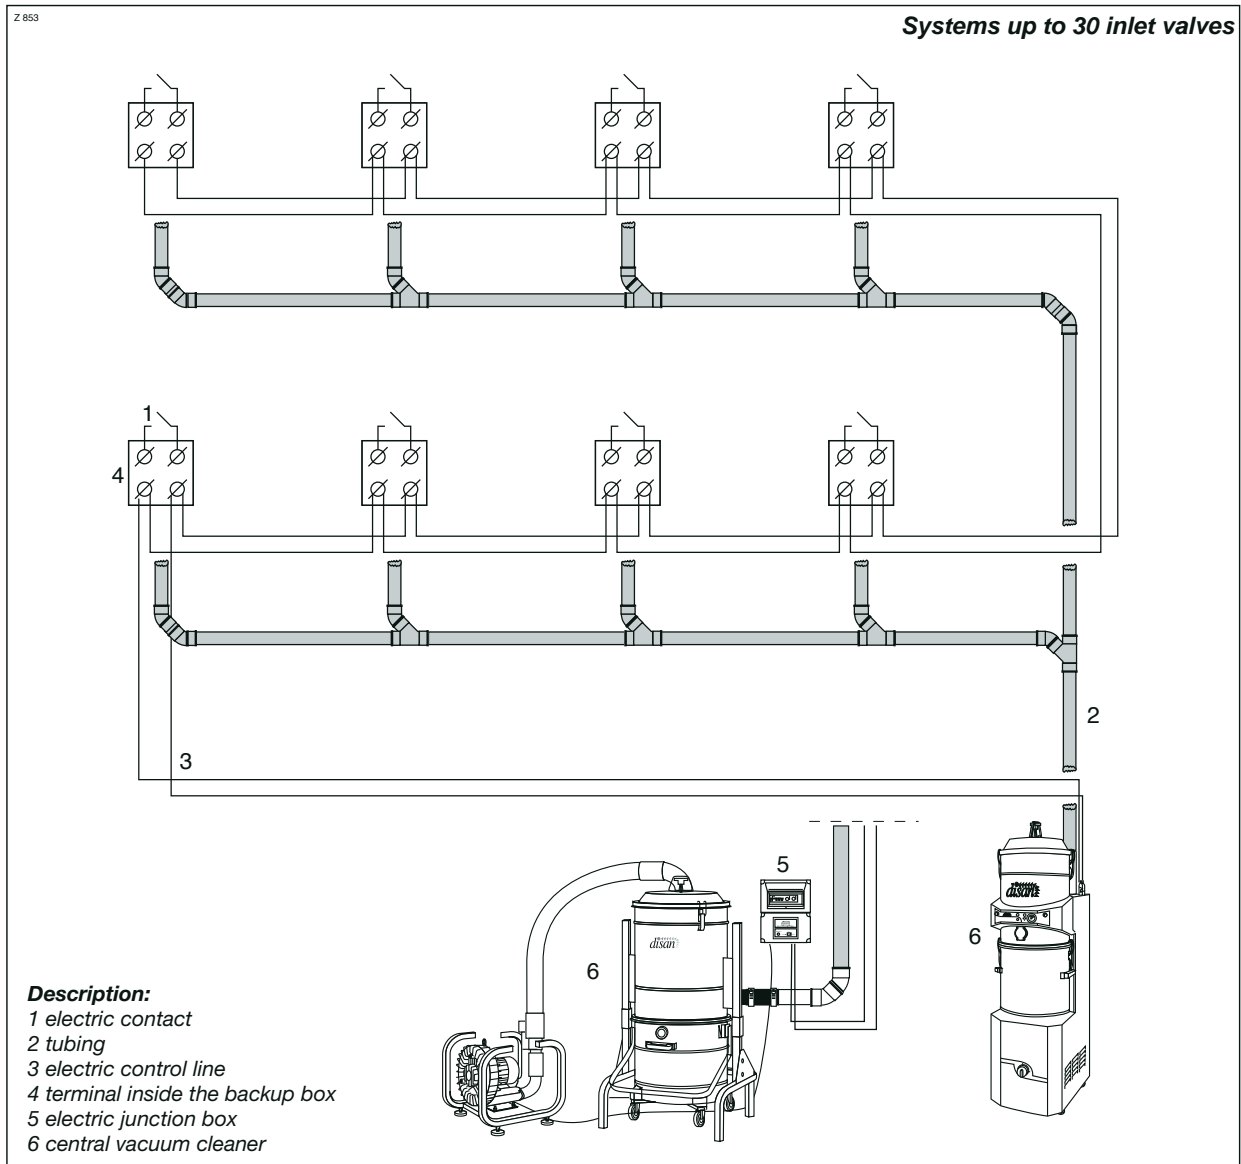 Z 853
Systems up to 30 inlet valves
1
4
3
2
5
6
6
disan
disan
Description:
1 electric contact
2 tubing
3 electric control line
4 terminal inside the backup box
5 electric junction box
6 central vacuum cleaner